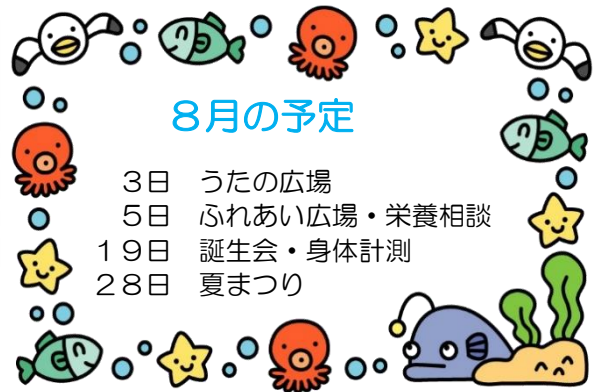 ８月の予定
３日　うたの広場
５日　ふれあい広場・栄養相談
１９日　誕生会・身体計測
２８日　夏まつり